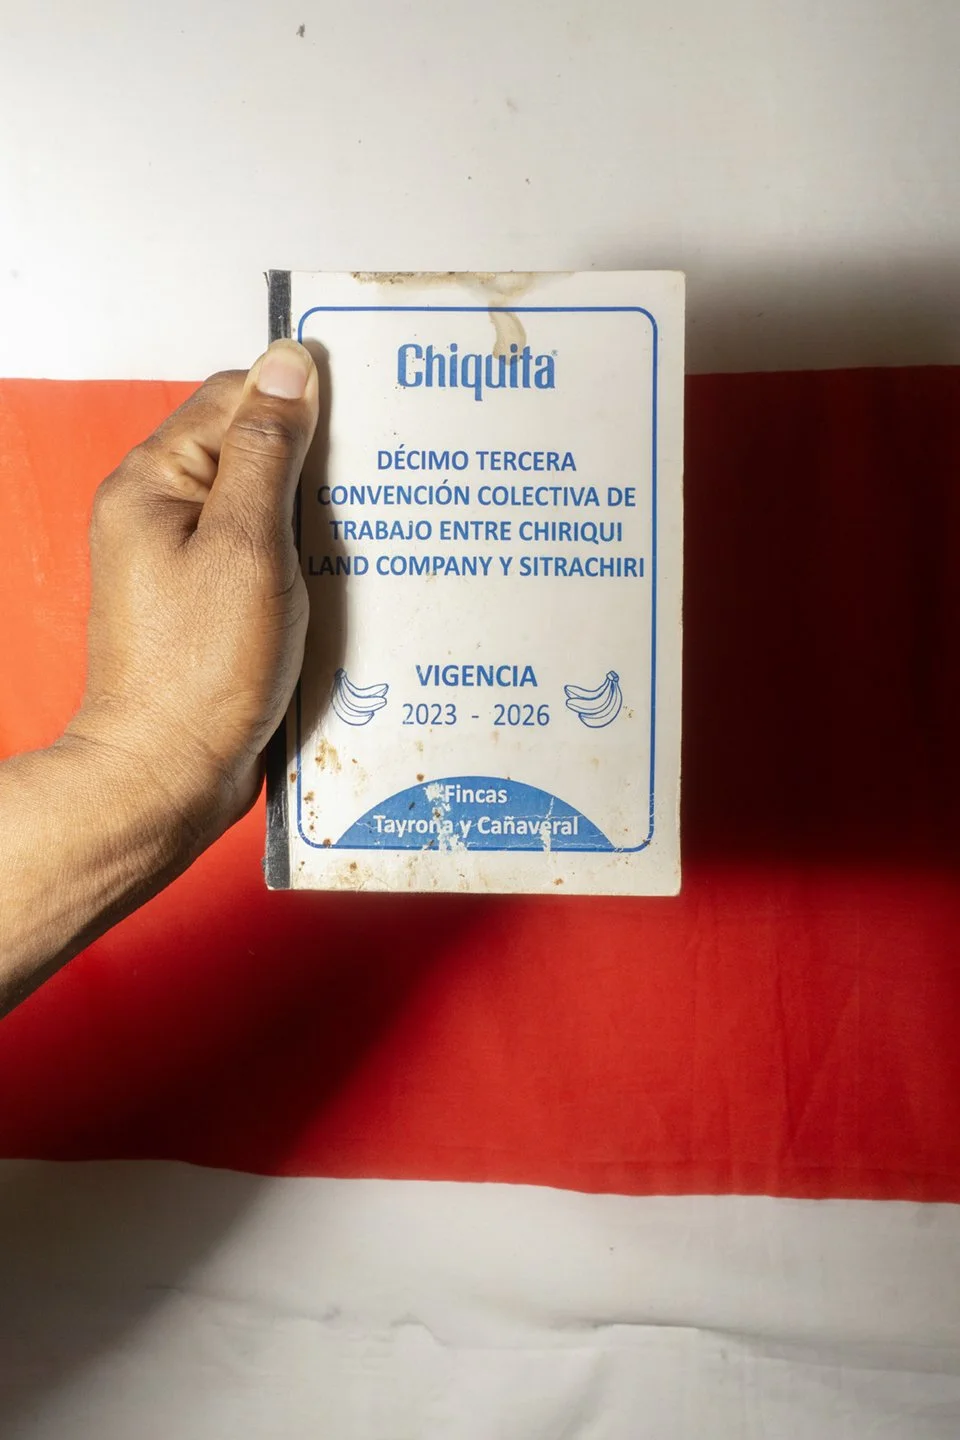 Chiquita
DÉCIMO TERCERA
CONVENCIÓN COLECTIVA DE
TRABAJO ENTRE CHIRIQUI
LAND COMPANY Y SITRACHIRI
VIGENCIA
2023 - 2026
Fincas
Tayrona y Cañaveral